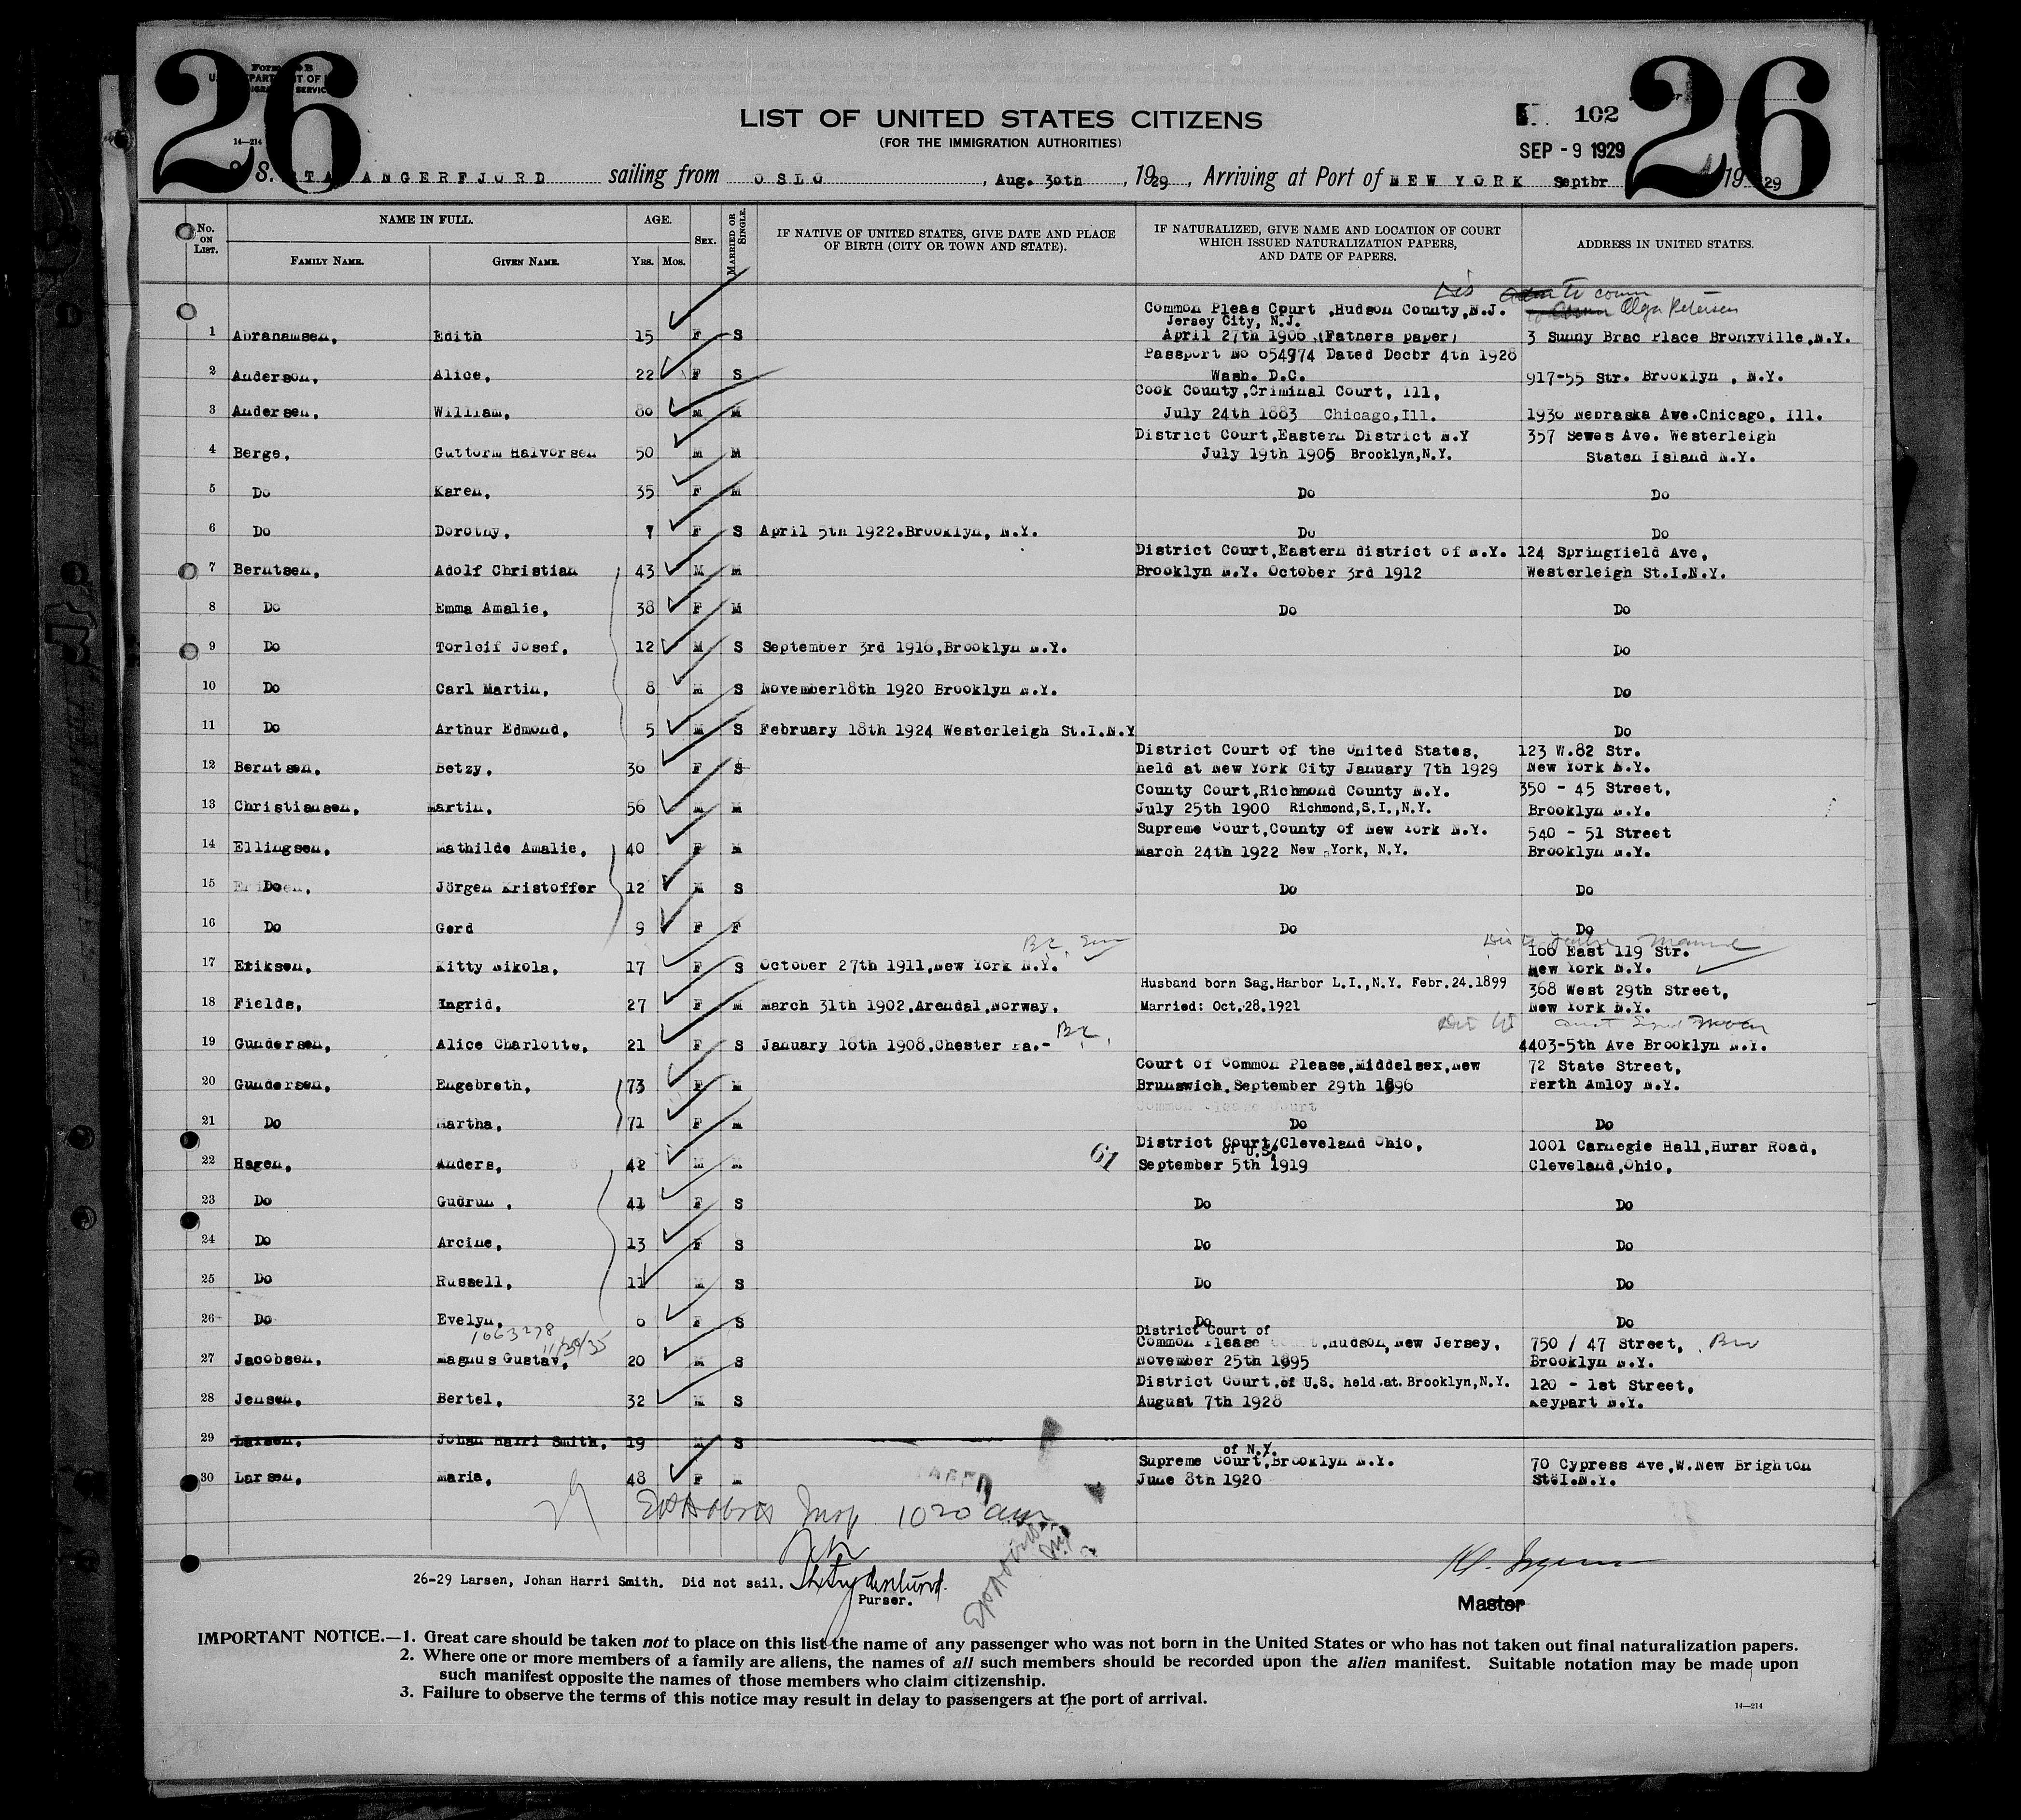 26
26
14—214
LIST OF UNITED STATES CITIZENS
(FOR THE IMMIGRATION AUTHORITIES)
102
SEP - 9 1929
S. STAVANGERFJORD sailing from OSLO, Aug. 30th, 1929, Arriving at Port of NEW YORK Septbr 1929
No. ON LIST.
NAME IN FULL.
FAMILY NAME.
GIVEN NAME.
AGE.
YRS.
MOS.
SEX.
MARRIED OR SINGLE.
IF NATIVE OF UNITED STATES, GIVE DATE AND PLACE OF BIRTH (CITY OR TOWN AND STATE).
IF NATURALIZED, GIVE NAME AND LOCATION OF COURT WHICH ISSUED NATURALIZATION PAPERS, AND DATE OF PAPERS.
ADDRESS IN UNITED STATES.
Olga Petersen
Common Pleas Court ,Hudson County,N.J.
Jersey City, N.J.
1 Abrahamsen, Edith 15 F S April 27th 1906 (Fathers paper) 3 Sunny Brac Place Bronxville,N.Y.
Passport No 654974 Dated Decbr 4th 1928
2 Anderson, Alice, 22 F S Wash. D.C. 917-55 Str. Brooklyn , N.Y.
Cook County,Criminal Court, Ill,
3 Andersen, William, 60 M M July 24th 1883 Chicago,Ill. 1936 Nebraska Ave.Chicago, Ill.
District Court,Eastern District N.Y 357 Sewes Ave. Westerleigh
4 Berge, Guttorm Halvorsen 50 M M July 19th 1905 Brooklyn,N.Y. Staten Island N.Y.
5 Do Karen, 35 F M Do Do
6 Do Dorothy, 7 F S April 5th 1922.Brooklyn, N.Y. Do Do
District Court,Eastern district of N.Y. 124 Springfield Ave,
7 Berntsen, Adolf Christian 43 M M Brooklyn N.Y. October 3rd 1912 Westerleigh St.I.N.Y.
8 Do Emma Amalie, 38 F M Do Do
9 Do Torleif Josef, 12 M S September 3rd 1916,Brooklyn N.Y. Do
10 Do Carl Martin, 8 M S November18th 1920 Brooklyn N.Y. Do
11 Do Arthur Edmond, 5 M S February 18th 1924 Westerleigh St.I.N.Y Do
District Court of the United States, 123 W.82 Str.
12 Berntsen, Betzy, 36 F S held at New York City January 7th 1929 New York N.Y.
County Court,Richmond County N.Y. 350 - 45 Street,
13 Christiansen, Martin, 56 M M July 25th 1900 Richmond,S.I.,N.Y. Brooklyn N.Y.
Supreme Court,County of New York N.Y. 540 - 51 Street
14 Ellingsen, Mathilde Amalie, 40 F M March 24th 1922 New York, N.Y. Brooklyn N.Y.
15 Do Jörgen Kristoffer 12 M S Do Do
16 Do Gerd 9 F F Do Do
166 East 119 Str.
17 Eriksen, Kitty Nikola, 17 F S October 27th 1911,New York N.Y. New York N.Y.
Husband born Sag.Harbor L.I.,N.Y. Febr.24.1899 368 West 29th Street,
18 Fields, Ingrid, 27 F M March 31th 1902,Arendal,Norway. Married: Oct.28.1921 New York N.Y.
19 Gundersen, Alice Charlotte, 21 F S January 16th 1908,Chester Pa.- 4403-5th Ave Brooklyn N.Y.
Court of Common Please,Middelsex,New 72 State Street,
20 Gundersen, Engebreth, 73 F M Brunswich,September 29th 1896 Perth Amloy N.Y.
21 Do Martha, 71 F M Do Do
61 District Court,Cleveland Ohio, 1001 Carnegie Hall,Hurar Road,
of U.S.
22 Hagen, Anders, 42 M M September 5th 1919 Cleveland,Ohio,
23 Do Gudrun , 41 F S Do Do
24 Do Arcine, 13 F S Do Do
25 Do Russell, 11 M S Do Do
26 Do Evelyn, 6 F S Do Do
1663278 11/30/35
District Court of
Common Please ,Hudson,New Jersey, 750 / 47 Street,
27 Jacobsen, Magnus Gustav, 20 M S November 25th 1895 Brooklyn N.Y.
District Court,of U.S. held.at.Brooklyn,N.Y. 120 - 1st Street,
28 Jensen, Bertel, 32 M S August 7th 1928 Keypart N.Y.
29 Larsen, Johan Harri Smith, 19 M S
of N.Y.
Supreme Court,Brooklyn N.Y. 70 Cypress Ave,W.New Brighton
30 Larsen, Maria, 48 F M June 8th 1920 St.I.N.Y.
29 Insp 1020 am
26-29 Larsen, Johan Harri Smith. Did not sail.
Purser.
Master
IMPORTANT NOTICE.—1. Great care should be taken not to place on this list the name of any passenger who was not born in the United States or who has not taken out final naturalization papers.
2. Where one or more members of a family are aliens, the names of all such members should be recorded upon the alien manifest. Suitable notation may be made upon
such manifest opposite the names of those members who claim citizenship.
3. Failure to observe the terms of this notice may result in delay to passengers at the port of arrival.
14—214